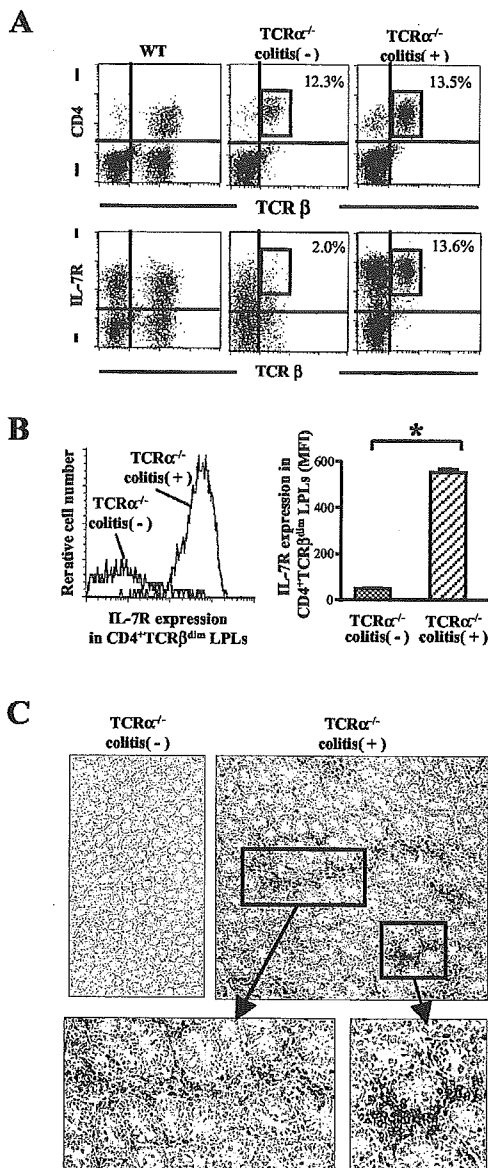 A
WT
TCRα-/-
colitis(-)
TCRα-/-
colitis(+)
12.3%
13.5%
CD4
TCR β
2.0%
13.6%
IL-7R
TCR β
B
Rerative cell number
TCRα-/-
colitis(+)
TCRα-/-
colitis(-)
IL-7R expression
in CD4+TCRβdim LPLs
*
IL-7R expression in
CD4+TCRβdim LPLs (MFI)
600
400
200
0
TCRα-/-
colitis(-)
TCRα-/-
colitis(+)
C
TCRα-/-
colitis(-)
TCRα-/-
colitis(+)